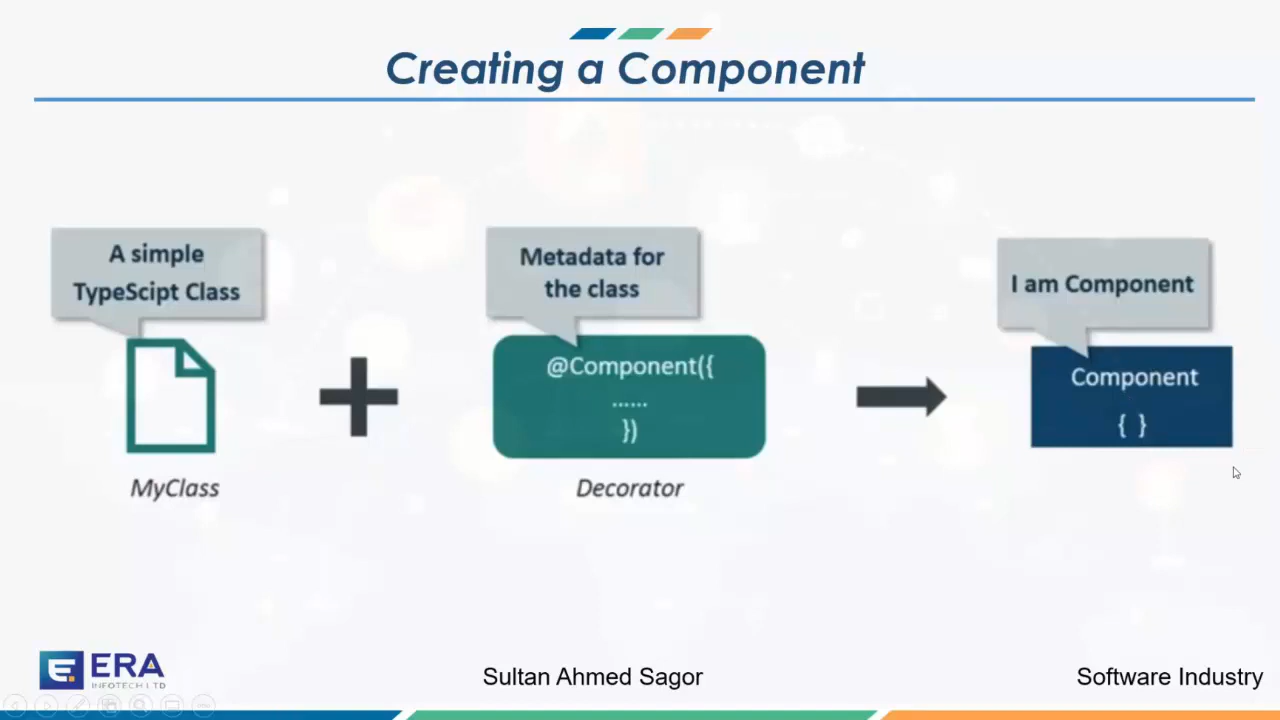 Creating a Component
A simple
TypeScipt Class
Metadata for
the class
I am Component
@Component({
......
})
Component
{ }
MyClass
Decorator
ERA
INFOTECH LTD
Sultan Ahmed Sagor
Software Industry